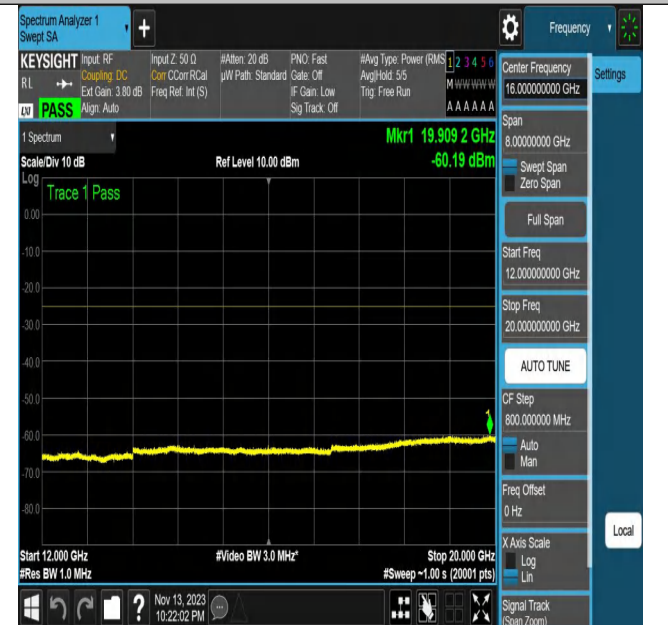 Spectrum Analyzer 1
Swept SA
+
Frequency
KEYSIGHT
RL
LXI PASS
Input: RF
Coupling: DC
Ext Gain: 3.80 dB
Align: Auto
Input Z: 50 Ω
Corr CCorr RCal
Freq Ref: Int (S)
#Atten: 20 dB
µW Path: Standard
PNO: Fast
Gate: Off
IF Gain: Low
Sig Track: Off
#Avg Type: Power (RMS
Avg|Hold: 5/5
Trig: Free Run
1 2 3 4 5 6
M W W W W W
A A A A A A
1 Spectrum
Scale/Div 10 dB
Log
Ref Level 10.00 dBm
Mkr1 19.909 2 GHz
-60.19 dBm
Trace 1 Pass
0.00
-10.0
-20.0
-30.0
-40.0
-50.0
-60.0
-70.0
-80.0
1
Start 12.000 GHz
#Res BW 1.0 MHz
#Video BW 3.0 MHz*
Stop 20.000 GHz
#Sweep ~1.00 s (20001 pts)
Nov 13, 2023
10:22:02 PM
Center Frequency
16.000000000 GHz
Span
8.00000000 GHz
Swept Span
Zero Span
Full Span
Start Freq
12.000000000 GHz
Stop Freq
20.000000000 GHz
AUTO TUNE
CF Step
800.000000 MHz
Auto
Man
Freq Offset
0 Hz
X Axis Scale
Log
Lin
Signal Track
(Span Zoom)
Settings
Local